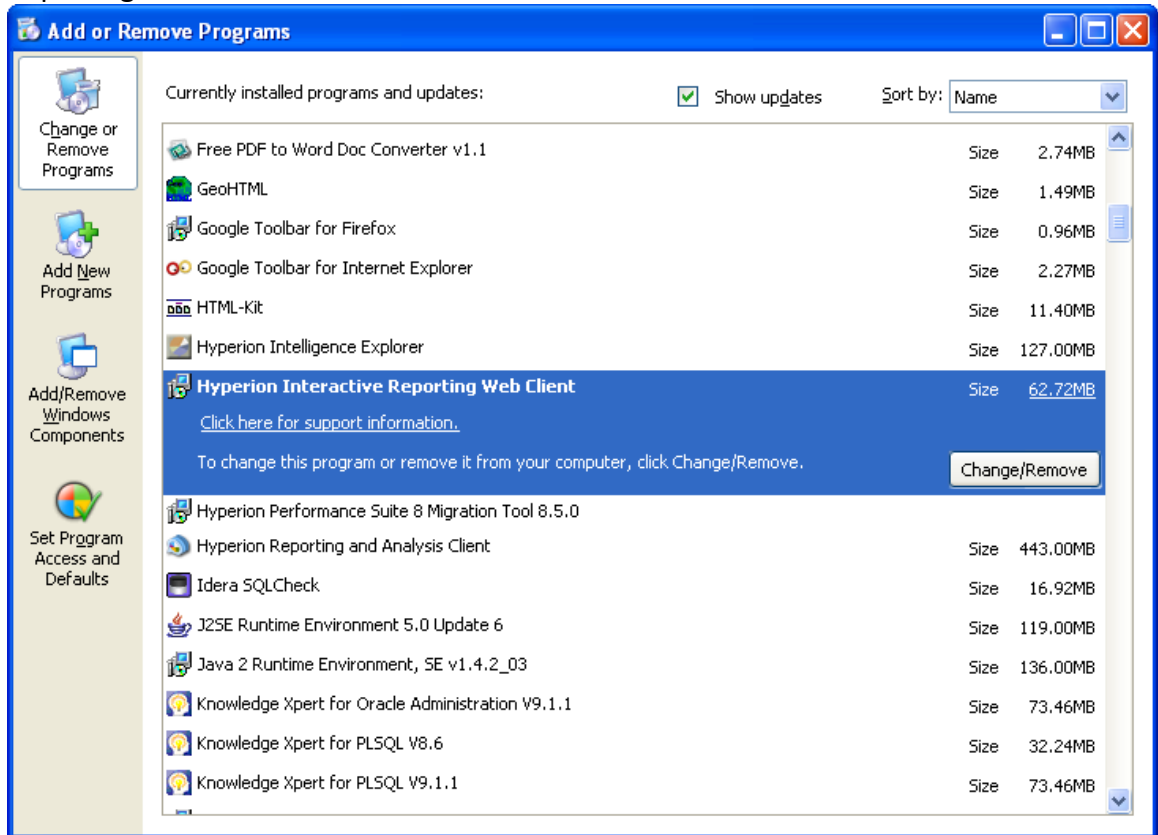 Add or Remove Programs
Change or
Remove
Programs
Add New
Programs
Add/Remove
Windows
Components
Set Program
Access and
Defaults
Currently installed programs and updates:
Show updates
Sort by: Name
Free PDF to Word Doc Converter v1.1 Size 2.74MB
GeoHTML Size 1.49MB
Google Toolbar for Firefox Size 0.96MB
Google Toolbar for Internet Explorer Size 2.27MB
HTML-Kit Size 11.40MB
Hyperion Intelligence Explorer Size 127.00MB
Hyperion Interactive Reporting Web Client Size 62.72MB
Click here for support information.
To change this program or remove it from your computer, click Change/Remove.
Change/Remove
Hyperion Performance Suite 8 Migration Tool 8.5.0
Hyperion Reporting and Analysis Client Size 443.00MB
Idera SQLCheck Size 16.92MB
J2SE Runtime Environment 5.0 Update 6 Size 119.00MB
Java 2 Runtime Environment, SE v1.4.2_03 Size 136.00MB
Knowledge Xpert for Oracle Administration V9.1.1 Size 73.46MB
Knowledge Xpert for PLSQL V8.6 Size 32.24MB
Knowledge Xpert for PLSQL V9.1.1 Size 73.46MB